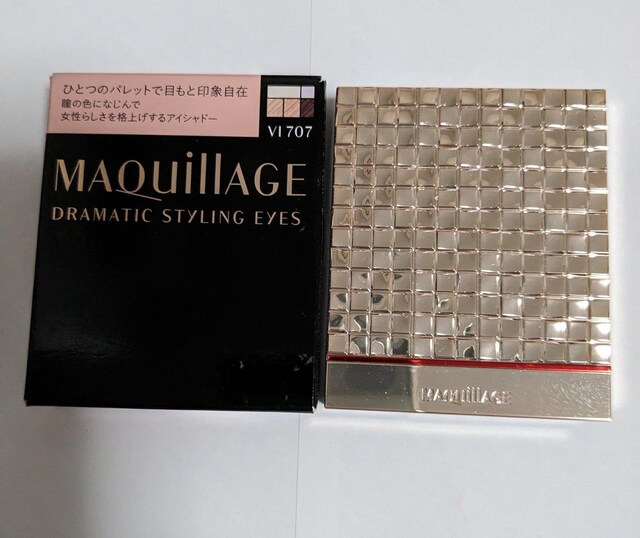 ひとつのパレットで目もと印象自在
瞳の色になじんで
女性らしさを格上げするアイシャドー
VI 707
MAQuillAGE
DRAMATIC STYLING EYES
MAQuillAGE